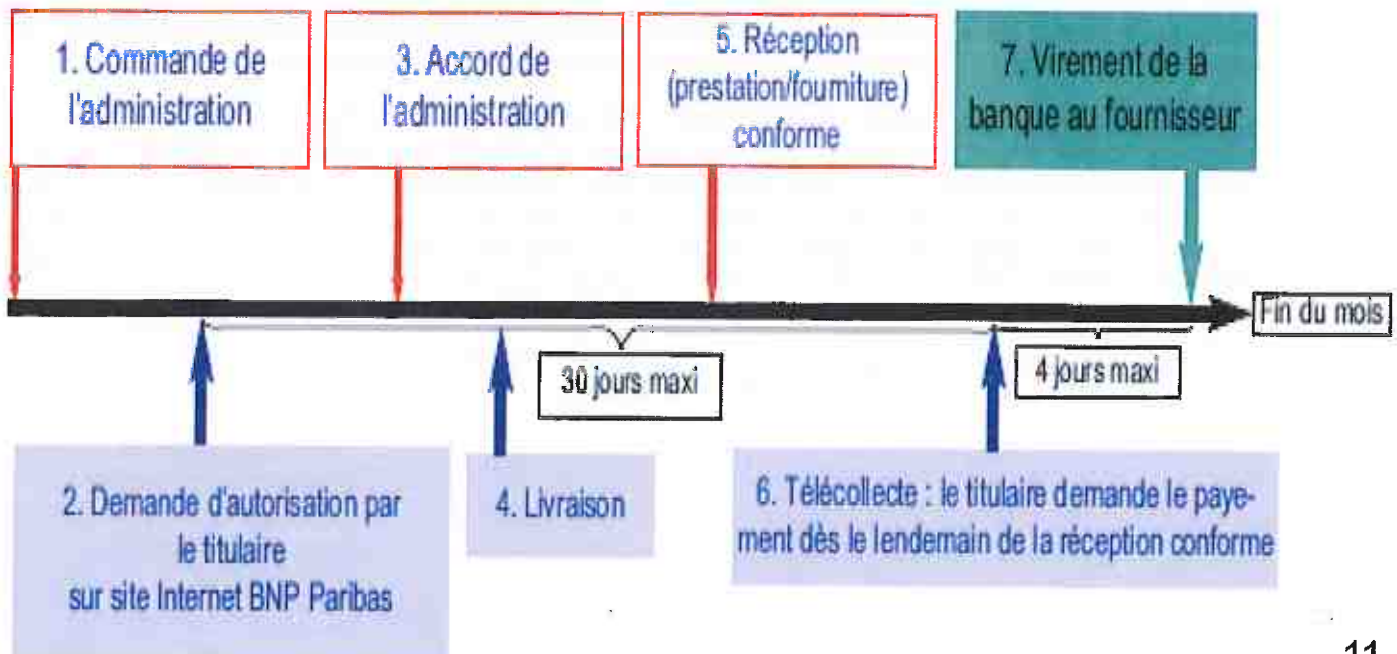 1. Commande de
l'administration
3. Accord de
l'administration
5. Réception
(prestation/fourniture)
conforme
7. Virement de la
banque au fournisseur
Fin du mois
30 jours maxi
4 jours maxi
2. Demande d'autorisation par
le titulaire
sur site Internet BNP Paribas
4. Livraison
6. Télécollecte : le titulaire demande le paye-
ment dès le lendemain de la réception conforme
11